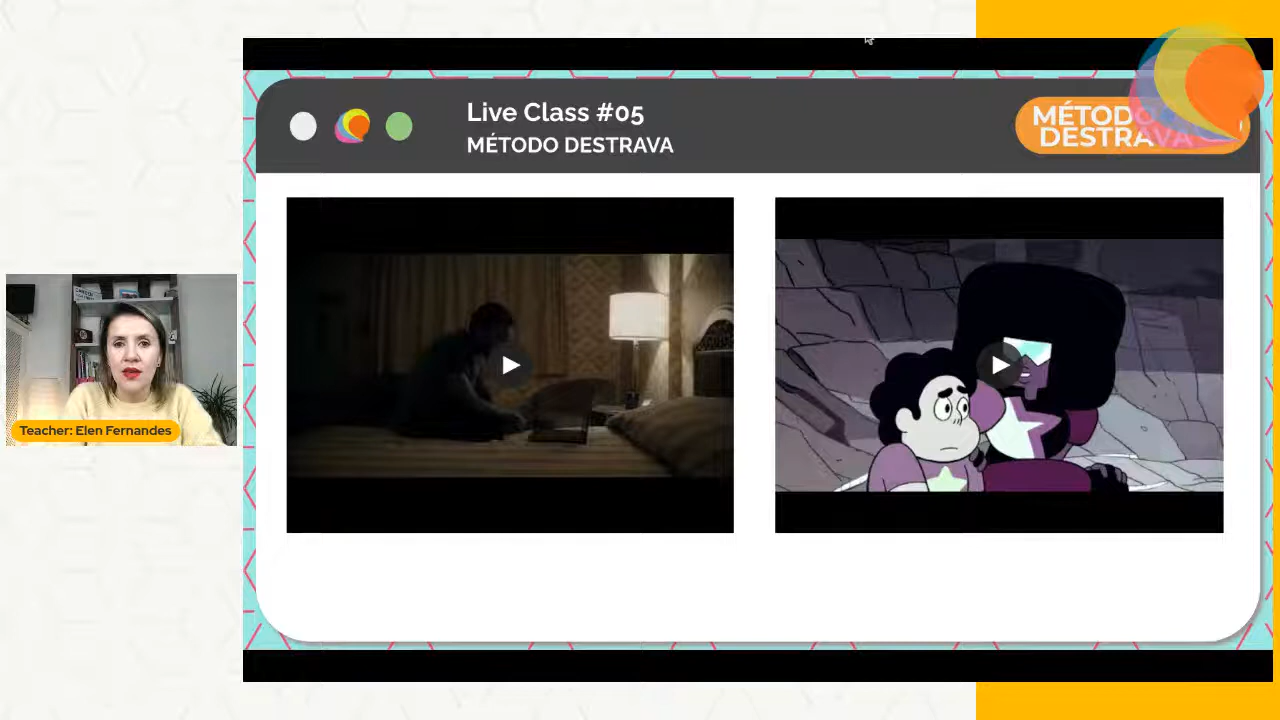 Live Class #05
MÉTODO DESTRAVA
MÉTODO
DESTRAVA
Teacher: Elen Fernandes